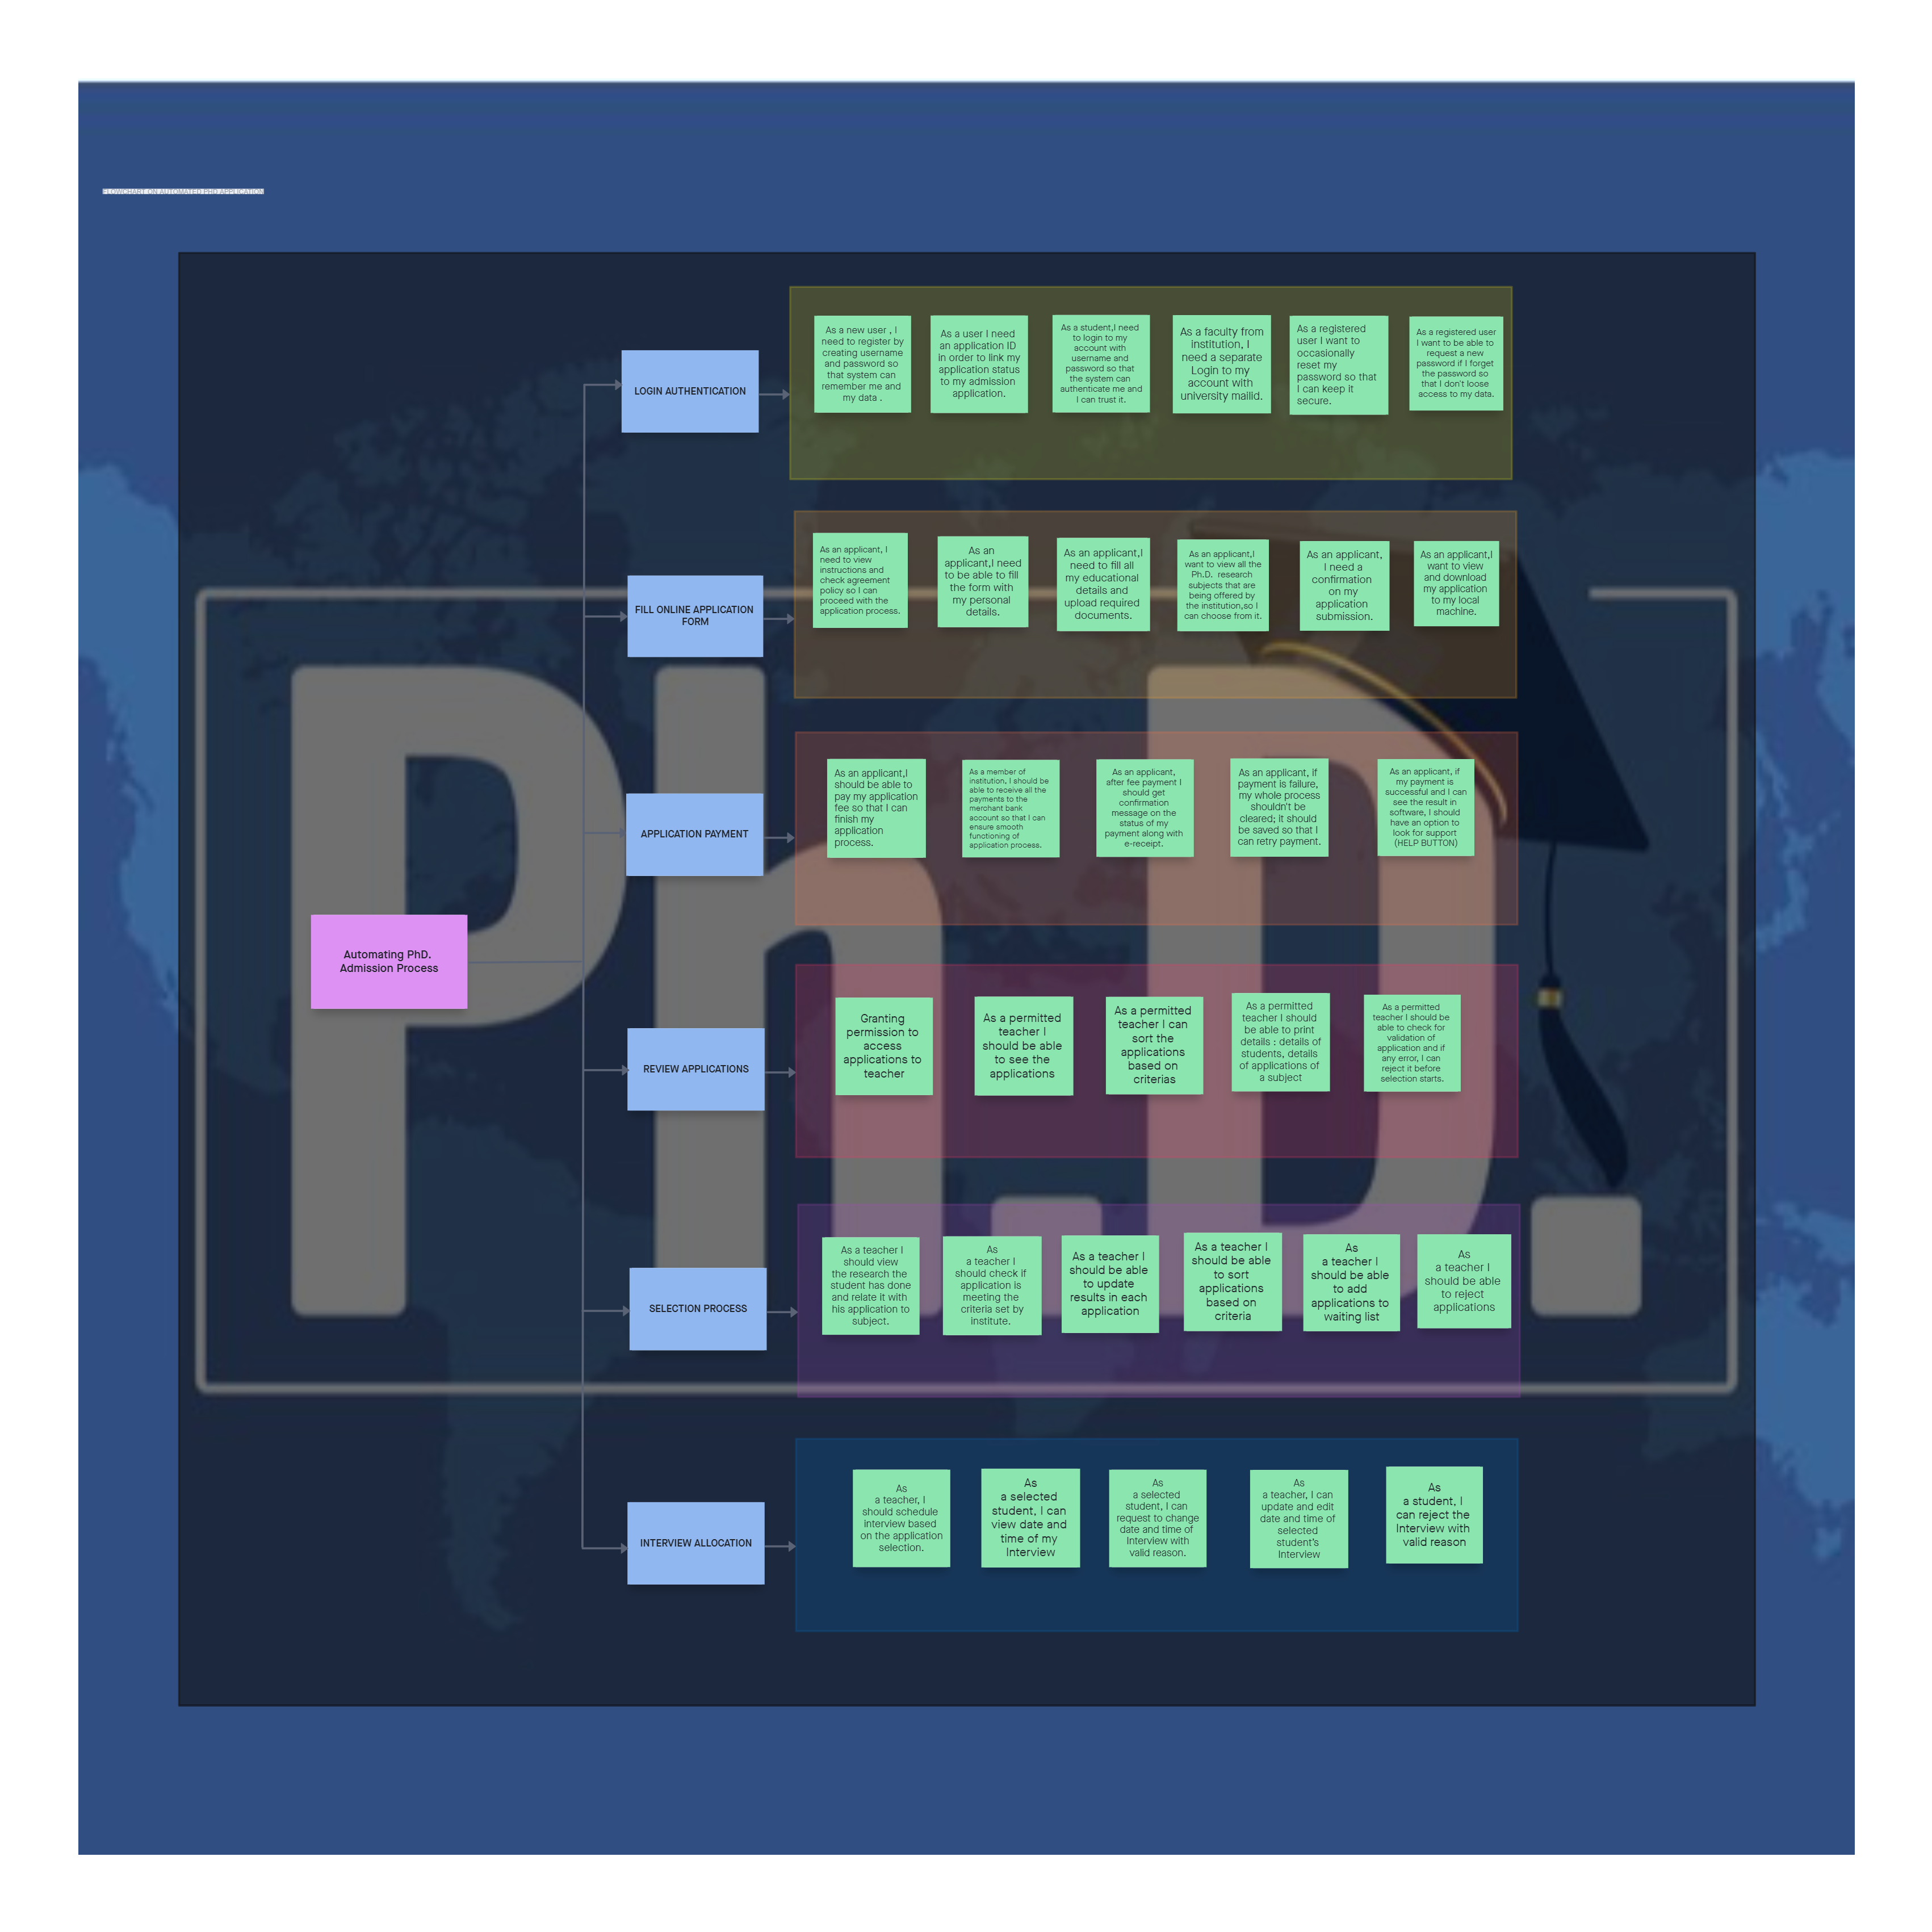 FLOWCHART ON AUTOMATED PHD APPLICATION
LOGIN AUTHENTICATION
As a new user , I
need to register by
creating username
and password so
that system can
remember me and
my data .
As a user I need
an application ID
in order to link my
application status
to my admission
application.
As a student,I need
to login to my
account with
username and
password so that
the system can
authenticate me and
I can trust it.
As a faculty from
institution, I
need a separate
Login to my
account with
university mailid.
As a registered
user I want to
occasionally
reset my
password so that
I can keep it
secure.
As a registered user
I want to be able to
request a new
password if I forget
the password so
that I don't loose
access to my data.
FILL ONLINE APPLICATION
FORM
As an applicant, I
need to view
instructions and
check agreement
policy so I can
proceed with the
application process.
As an
applicant,I need
to be able to fill
the form with
my personal
details.
As an applicant,I
need to fill all
my educational
details and
upload required
documents.
As an applicant,I
want to view all the
Ph.D. research
subjects that are
being offered by
the institution,so I
can choose from it.
As an applicant,
I need a
confirmation
on my
application
submission.
As an applicant,I
want to view
and download
my application
to my local
machine.
APPLICATION PAYMENT
As an applicant,I
should be able to
pay my application
fee so that I can
finish my
application
process.
As a member of
institution, I should be
able to receive all the
payments to the
merchant bank
account so that I can
ensure smooth
functioning of
application process.
As an applicant,
after fee payment I
should get
confirmation
message on the
status of my
payment along with
e-receipt.
As an applicant, if
payment is failure,
my whole process
shouldn't be
cleared; it should
be saved so that I
can retry payment.
As an applicant, if
my payment is
successful and I can
see the result in
software, I should
have an option to
look for support
(HELP BUTTON)
Automating PhD.
Admission Process
REVIEW APPLICATIONS
Granting
permission to
access
applications to
teacher
As a permitted
teacher I
should be able
to see the
applications
As a permitted
teacher I can
sort the
applications
based on
criterias
As a permitted
teacher I should
be able to print
details : details of
students, details
of applications of
a subject
As a permitted
teacher I should be
able to check for
validation of
application and if
any error, I can
reject it before
selection starts.
SELECTION PROCESS
As a teacher I
should view
the research the
student has done
and relate it with
his application to
subject.
As
a teacher I
should check if
application is
meeting the
criteria set by
institute.
As a teacher I
should be able
to update
results in each
application
As a teacher I
should be able
to sort
applications
based on
criteria
As
a teacher I
should be able
to add
applications to
waiting list
As
a teacher I
should be able
to reject
applications
INTERVIEW ALLOCATION
As
a teacher, I
should schedule
interview based
on the application
selection.
As
a selected
student, I can
view date and
time of my
Interview
As
a selected
student, I can
request to change
date and time of
Interview with
valid reason.
As
a teacher, I can
update and edit
date and time of
selected
student's
Interview
As
a student, I
can reject the
Interview with
valid reason
Ph.D.